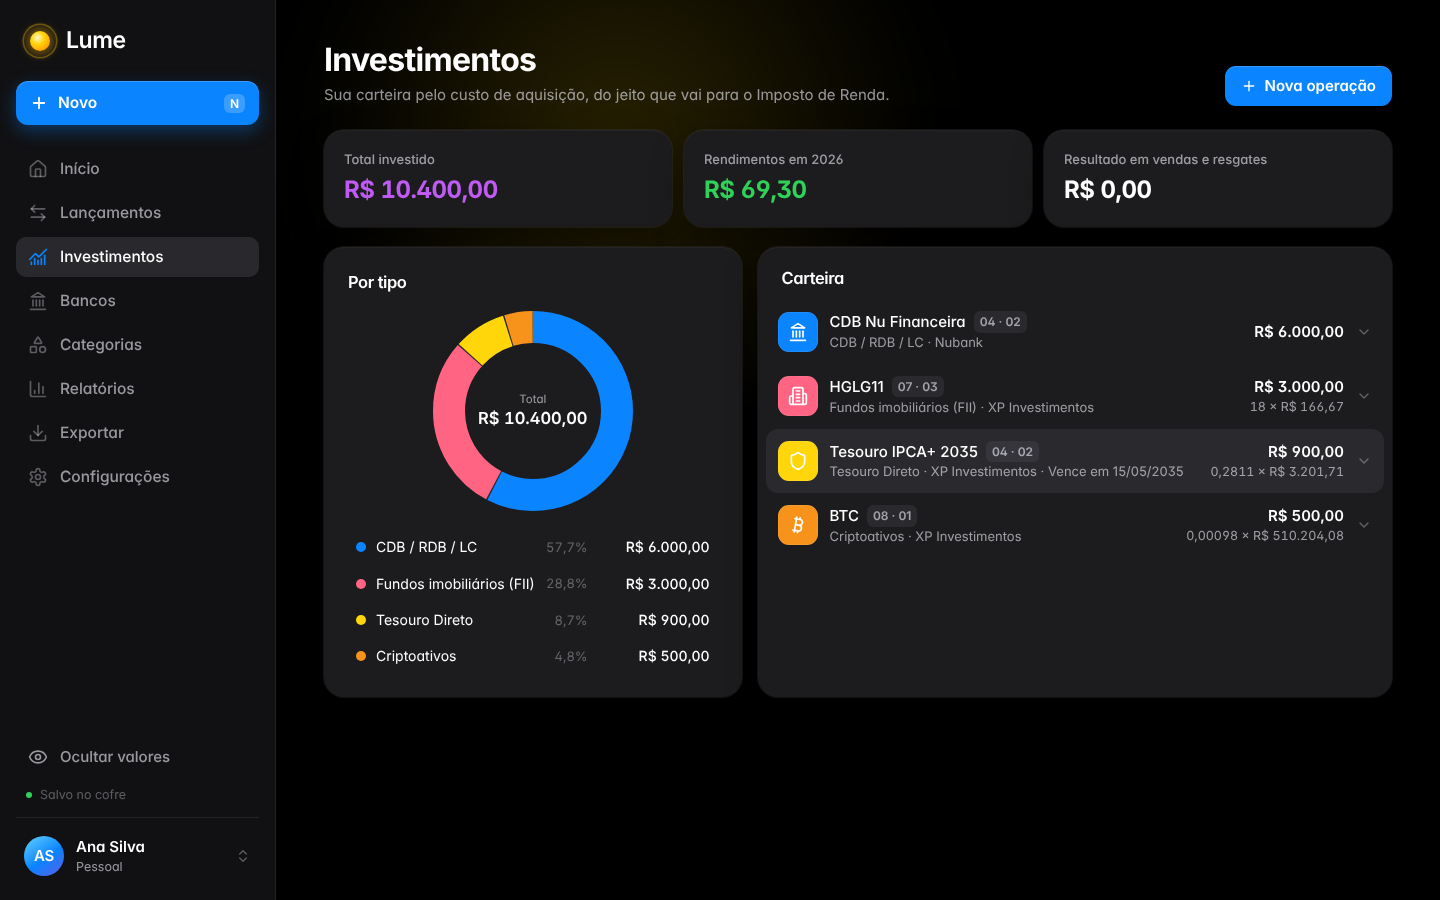 Lume
Novo
N
Início
Lançamentos
Investimentos
Bancos
Categorias
Relatórios
Exportar
Configurações
Ocultar valores
Salvo no cofre
AS
Ana Silva
Pessoal
Investimentos
Sua carteira pelo custo de aquisição, do jeito que vai para o Imposto de Renda.
Nova operação
Total investido
R$ 10.400,00
Rendimentos em 2026
R$ 69,30
Resultado em vendas e resgates
R$ 0,00
Por tipo
Total
R$ 10.400,00
CDB / RDB / LC 57,7% R$ 6.000,00
Fundos imobiliários (FII) 28,8% R$ 3.000,00
Tesouro Direto 8,7% R$ 900,00
Criptoativos 4,8% R$ 500,00
Carteira
CDB Nu Financeira 04 · 02 R$ 6.000,00
CDB / RDB / LC · Nubank
HGLG11 07 · 03 R$ 3.000,00
Fundos imobiliários (FII) · XP Investimentos 18 × R$ 166,67
Tesouro IPCA+ 2035 04 · 02 R$ 900,00
Tesouro Direto · XP Investimentos · Vence em 15/05/2035 0,2811 × R$ 3.201,71
BTC 08 · 01 R$ 500,00
Criptoativos · XP Investimentos 0,00098 × R$ 510.204,08